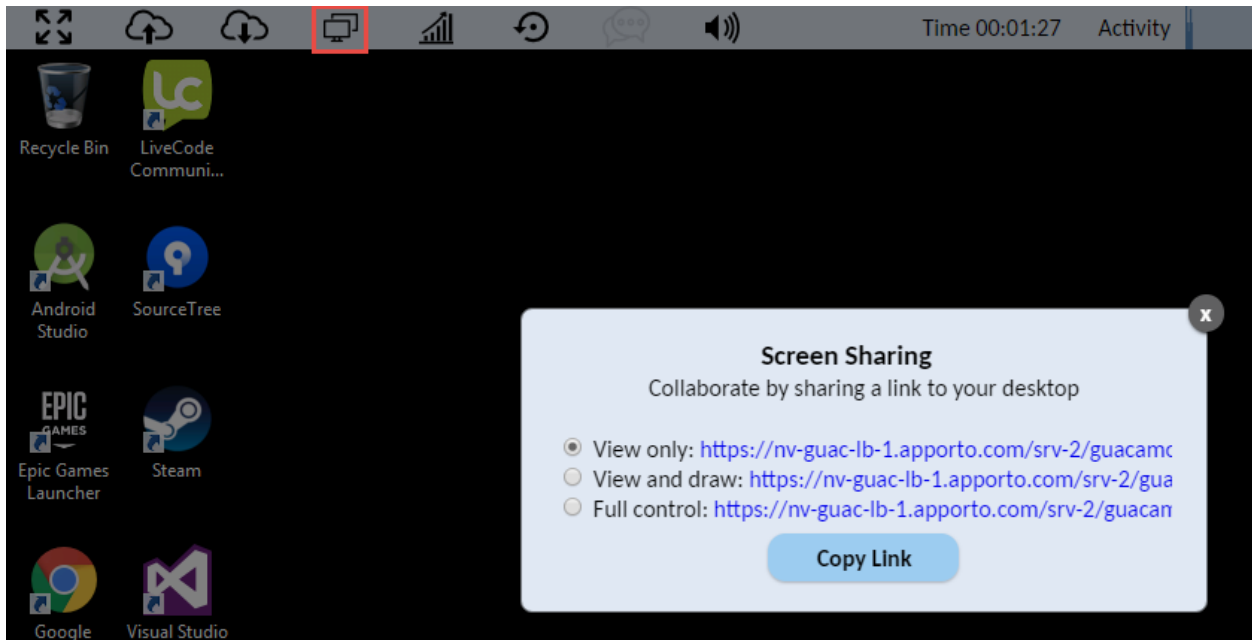 Time 00:01:27 Activity
Recycle Bin
LC
LiveCode
Communi...
Android
Studio
SourceTree
EPIC
GAMES
Epic Games
Launcher
Steam
Google
Visual Studio
x
Screen Sharing
Collaborate by sharing a link to your desktop
View only: https://nv-guac-lb-1.apporto.com/srv-2/guacamo
View and draw: https://nv-guac-lb-1.apporto.com/srv-2/gua
Full control: https://nv-guac-lb-1.apporto.com/srv-2/guacam
Copy Link